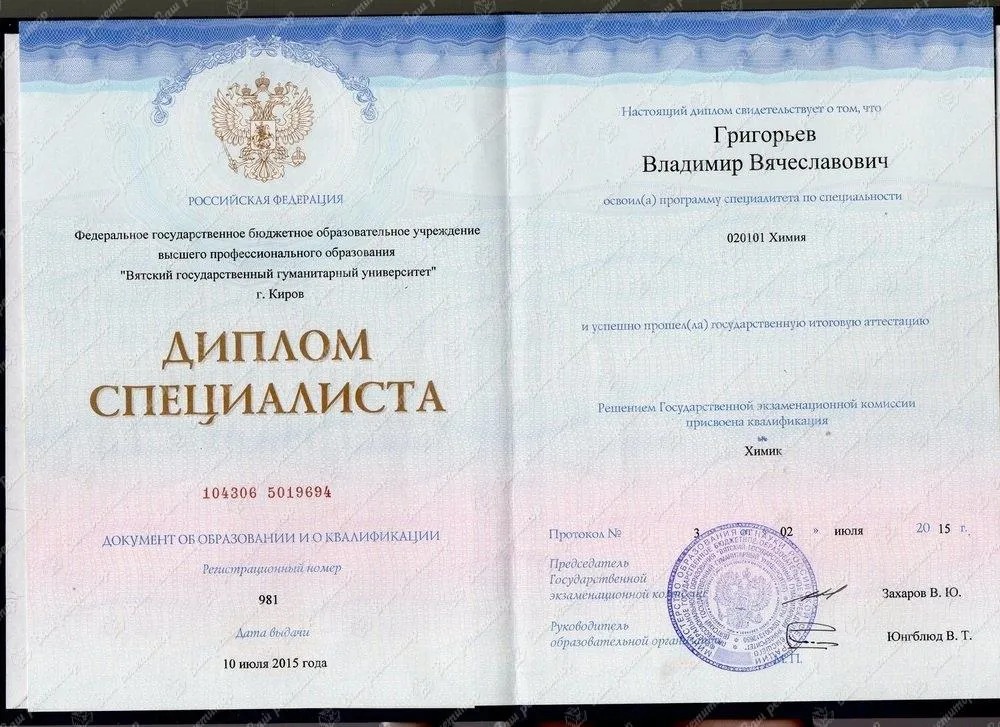 РОССИЙСКАЯ ФЕДЕРАЦИЯ
Федеральное государственное бюджетное образовательное учреждение
высшего профессионального образования
"Вятский государственный гуманитарный университет"
г. Киров
ДИПЛОМ
СПЕЦИАЛИСТА
104306 5019694
ДОКУМЕНТ ОБ ОБРАЗОВАНИИ И О КВАЛИФИКАЦИИ
Регистрационный номер
981
Дата выдачи
10 июля 2015 года
Настоящий диплом свидетельствует о том, что
Григорьев
Владимир Вячеславович
освоил(а) программу специалитета по специальности
020101 Химия
и успешно прошел(ла) государственную итоговую аттестацию
Решением Государственной экзаменационной комиссии
присвоена квалификация
Химик
Протокол № 3 от « 02 » июля 20 15 г.
Председатель
Государственной
экзаменационной комиссии Захаров В. Ю.
Руководитель
образовательной организации Юнгблюд В. Т.
М.П.